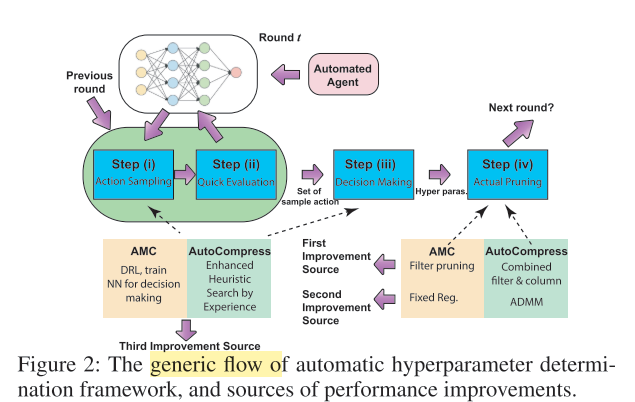 Round t
Automated
Agent
Previous
round
Next round?
Step (i)
Action Sampling
Step (ii)
Quick Evaluation
Set of
sample action
Step (iii)
Decision Making
Hyper paras.
Step (iv)
Actual Pruning
AMC
DRL, train
NN for decision
making
AutoCompress
Enhanced
Heuristic
Search by
Experience
First
Improvement
Source
Second
Improvement
Source
AMC
Filter pruning
Fixed Reg.
AutoCompress
Combined
filter & column
ADMM
Third Improvement Source
Figure 2: The generic flow of automatic hyperparameter determi-
nation framework, and sources of performance improvements.